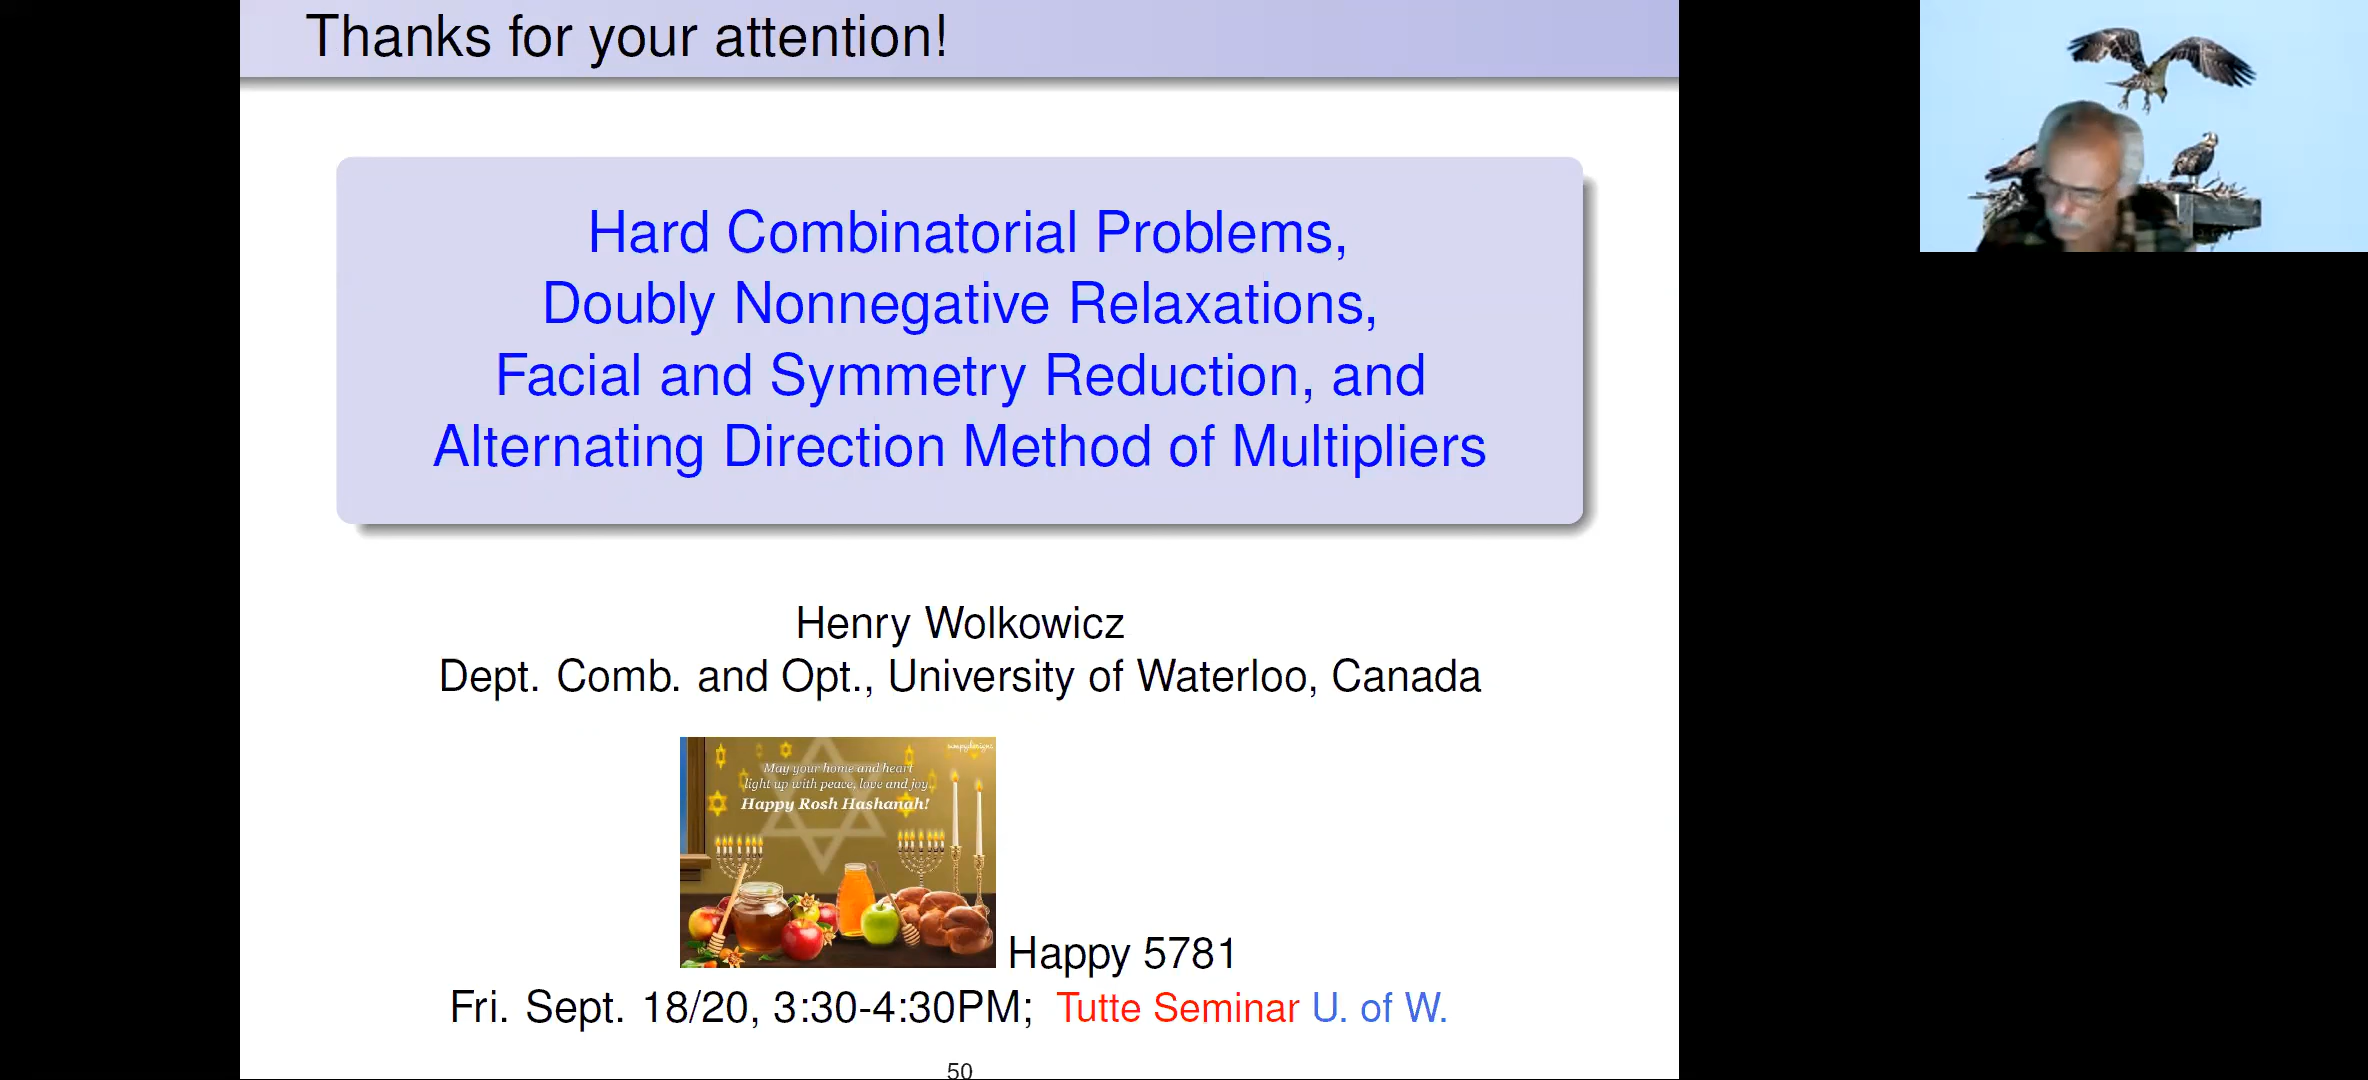 Thanks for your attention!
Hard Combinatorial Problems,
Doubly Nonnegative Relaxations,
Facial and Symmetry Reduction, and
Alternating Direction Method of Multipliers
Henry Wolkowicz
Dept. Comb. and Opt., University of Waterloo, Canada
May your home and heart
light up with peace, love and joy
Happy Rosh Hashanah!
Happy 5781
Fri. Sept. 18/20, 3:30-4:30PM; Tutte Seminar U. of W.
50